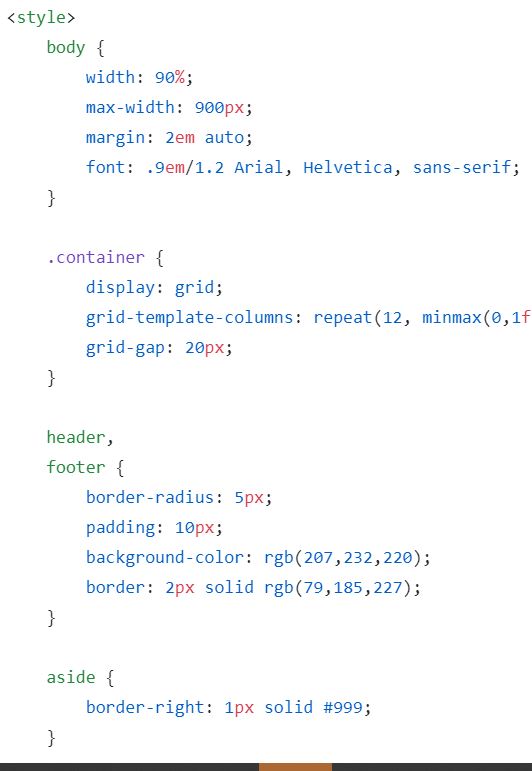 <style>
body {
width: 90%;
max-width: 900px;
margin: 2em auto;
font: .9em/1.2 Arial, Helvetica, sans-serif;
}
.container {
display: grid;
grid-template-columns: repeat(12, minmax(0,1f
grid-gap: 20px;
}
header,
footer {
border-radius: 5px;
padding: 10px;
background-color: rgb(207,232,220);
border: 2px solid rgb(79,185,227);
}
aside {
border-right: 1px solid #999;
}